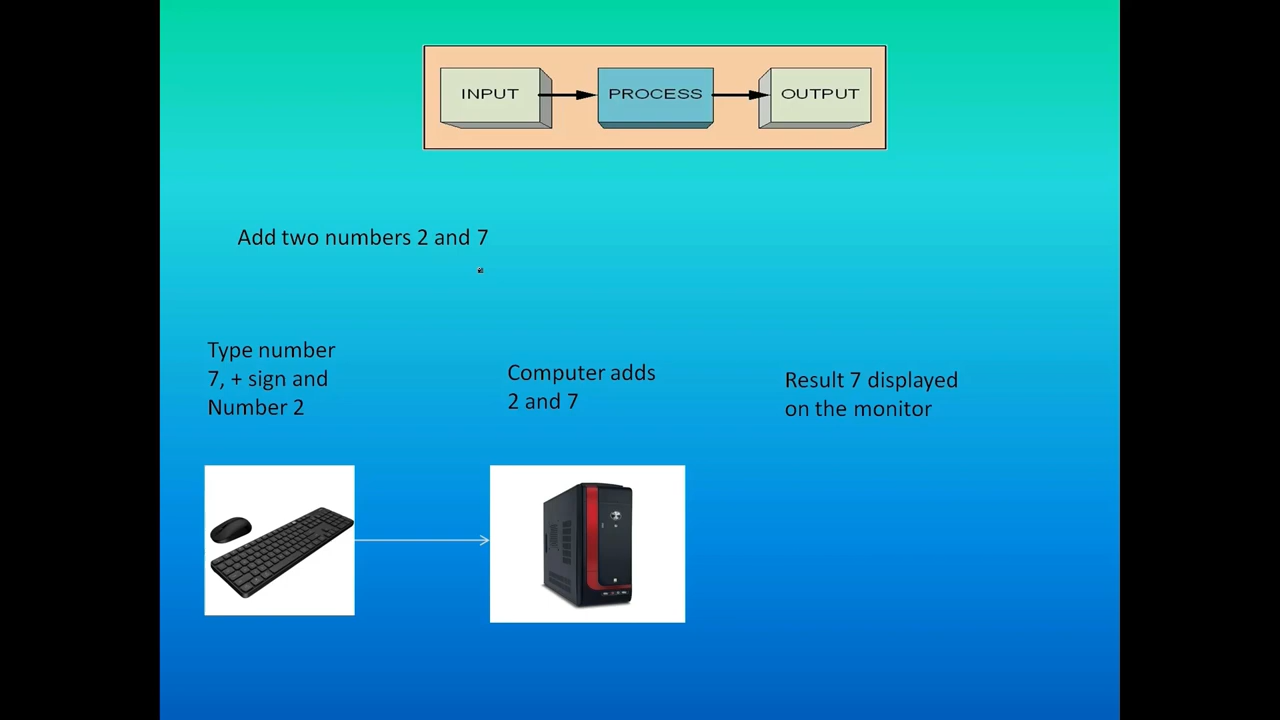 INPUT
PROCESS
OUTPUT
Add two numbers 2 and 7
Type number
7, + sign and
Number 2
Computer adds
2 and 7
Result 7 displayed
on the monitor